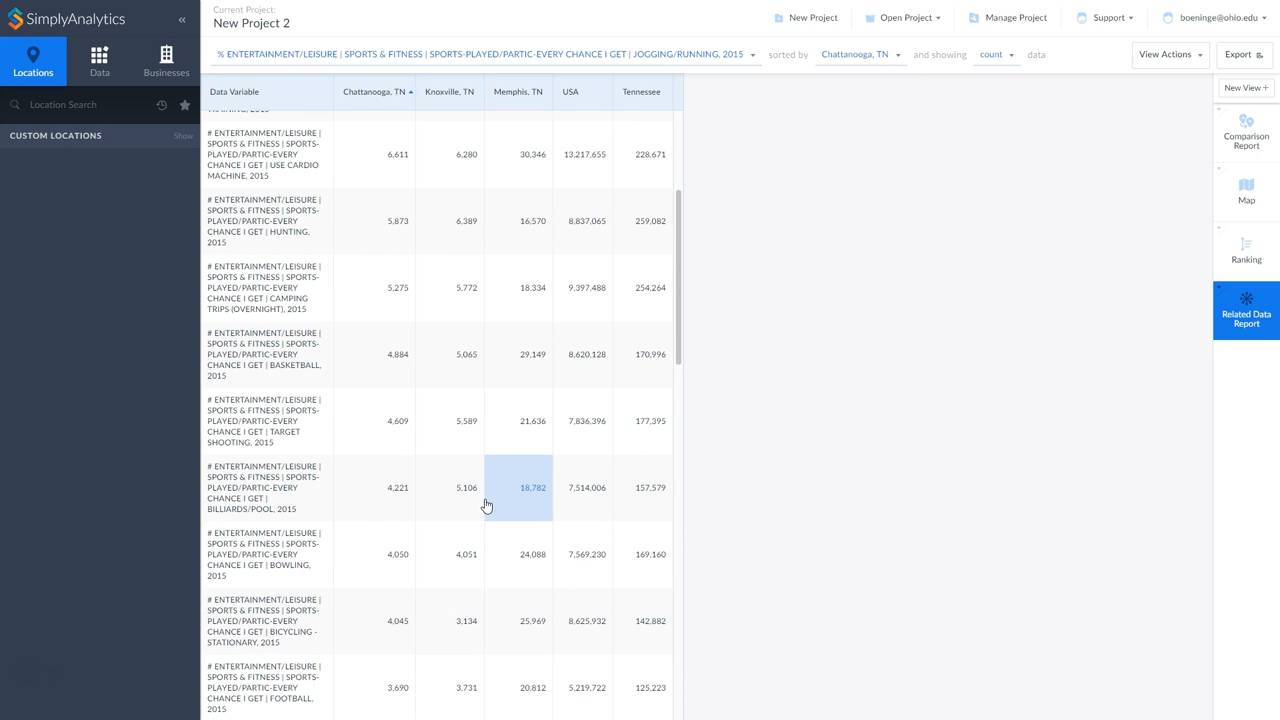 SimplyAnalytics
«
Current Project:
New Project 2
New Project
Open Project
Manage Project
Support
boeninge@ohio.edu
Locations
Data
Businesses
% ENTERTAINMENT/LEISURE | SPORTS & FITNESS | SPORTS-PLAYED/PARTIC-EVERY CHANCE I GET | JOGGING/RUNNING, 2015
sorted by
Chattanooga, TN
and showing
count
data
View Actions
Export
Location Search
CUSTOM LOCATIONS
Show
Data Variable
Chattanooga, TN
Knoxville, TN
Memphis, TN
USA
Tennessee
TRAINING, 2015
# ENTERTAINMENT/LEISURE |
SPORTS & FITNESS | SPORTS-
PLAYED/PARTIC-EVERY
CHANCE I GET | USE CARDIO
MACHINE, 2015
6,611
6,280
30,346
13,217,655
228,671
# ENTERTAINMENT/LEISURE |
SPORTS & FITNESS | SPORTS-
PLAYED/PARTIC-EVERY
CHANCE I GET | HUNTING,
2015
5,873
6,389
16,570
8,837,065
259,082
# ENTERTAINMENT/LEISURE |
SPORTS & FITNESS | SPORTS-
PLAYED/PARTIC-EVERY
CHANCE I GET | CAMPING
TRIPS (OVERNIGHT), 2015
5,275
5,772
18,334
9,397,488
254,264
# ENTERTAINMENT/LEISURE |
SPORTS & FITNESS | SPORTS-
PLAYED/PARTIC-EVERY
CHANCE I GET | BASKETBALL,
2015
4,884
5,065
29,149
8,620,128
170,996
# ENTERTAINMENT/LEISURE |
SPORTS & FITNESS | SPORTS-
PLAYED/PARTIC-EVERY
CHANCE I GET | TARGET
SHOOTING, 2015
4,609
5,589
21,636
7,836,396
177,395
# ENTERTAINMENT/LEISURE |
SPORTS & FITNESS | SPORTS-
PLAYED/PARTIC-EVERY
CHANCE I GET |
BILLIARDS/POOL, 2015
4,221
5,106
18,782
7,514,006
157,579
# ENTERTAINMENT/LEISURE |
SPORTS & FITNESS | SPORTS-
PLAYED/PARTIC-EVERY
CHANCE I GET | BOWLING,
2015
4,050
4,051
24,088
7,569,230
169,160
# ENTERTAINMENT/LEISURE |
SPORTS & FITNESS | SPORTS-
PLAYED/PARTIC-EVERY
CHANCE I GET | BICYCLING -
STATIONARY, 2015
4,045
3,134
25,969
8,625,932
142,882
# ENTERTAINMENT/LEISURE |
SPORTS & FITNESS | SPORTS-
PLAYED/PARTIC-EVERY
CHANCE I GET | FOOTBALL,
2015
3,690
3,731
20,812
5,219,722
125,223
New View +
Comparison
Report
Map
Ranking
Related Data
Report